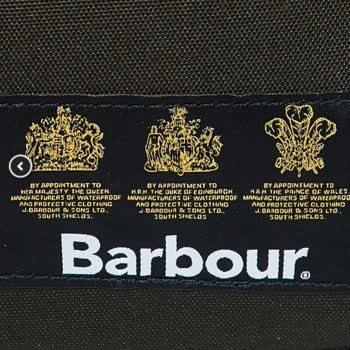 BY APPOINTMENT TO
HER MAJESTY THE QUEEN.
MANUFACTURERS OF WATERPROOF
AND PROTECTIVE CLOTHING
J.BARBOUR & SONS LTD.,
SOUTH SHIELDS.
BY APPOINTMENT TO
H.R.H. THE DUKE OF EDINBURGH
MANUFACTURERS OF WATERPROOF
AND PROTECTIVE CLOTHING
J.BARBOUR & SONS LTD.,
SOUTH SHIELDS.
BY APPOINTMENT TO
H.R.H. THE PRINCE OF WALES.
MANUFACTURERS OF WATERPROOF
AND PROTECTIVE CLOTHING
J.BARBOUR & SONS LTD.,
SOUTH SHIELDS.
Barbour®